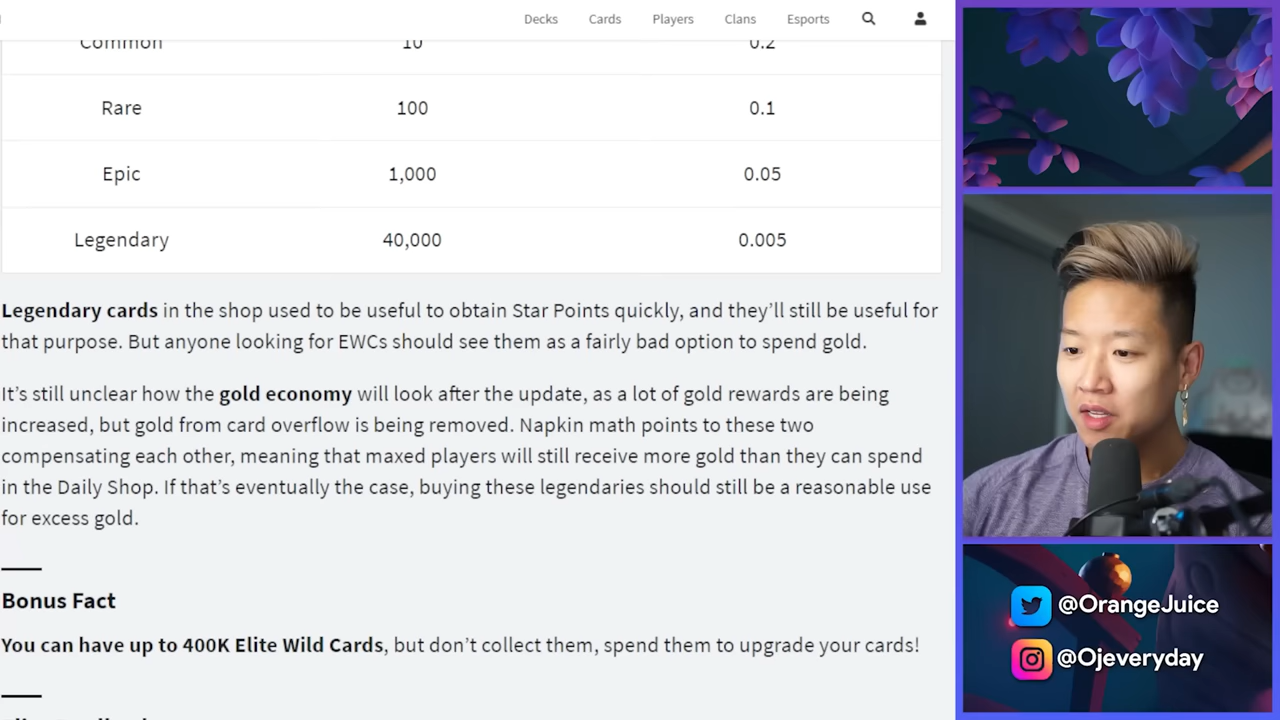 Decks Cards Players Clans Esports
Common 10 0.2
Rare 100 0.1
Epic 1,000 0.05
Legendary 40,000 0.005
Legendary cards in the shop used to be useful to obtain Star Points quickly, and they’ll still be useful for
that purpose. But anyone looking for EWCs should see them as a fairly bad option to spend gold.
It’s still unclear how the gold economy will look after the update, as a lot of gold rewards are being
increased, but gold from card overflow is being removed. Napkin math points to these two
compensating each other, meaning that maxed players will still receive more gold than they can spend
in the Daily Shop. If that’s eventually the case, buying these legendaries should still be a reasonable use
for excess gold.
Bonus Fact
You can have up to 400K Elite Wild Cards, but don’t collect them, spend them to upgrade your cards!
@OrangeJuice
@Ojeveryday